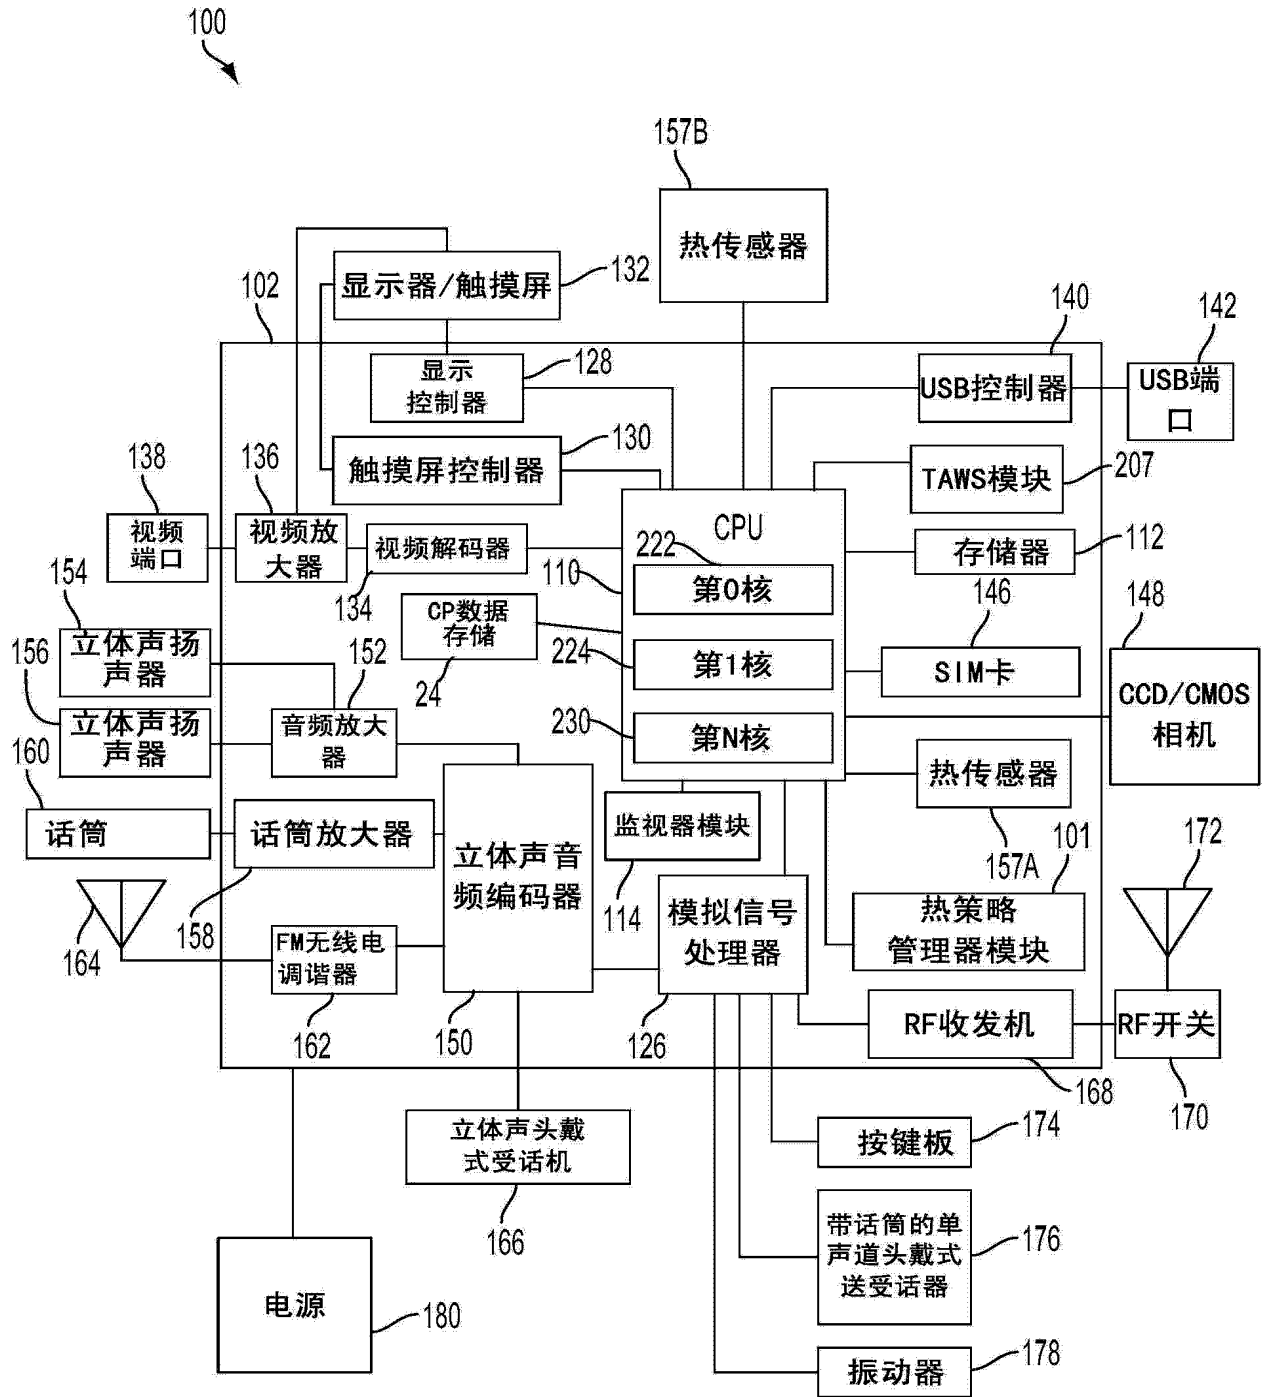 100
157B
热传感器
102
显示器/触摸屏
132
140
142
显示
控制器
128
USB控制器
USB端
口
138
136
触摸屏控制器
130
TAWS模块
207
视频
端口
视频放
大器
视频解码器
134
CPU
222
第0核
110
存储器
112
154
立体声扬
声器
CP数据
存储
24
224
第1核
146
SIM卡
148
CCD/CMOS
相机
156
立体声扬
声器
152
音频放大
器
230
第N核
热传感器
157A
160
话筒
话筒放大器
158
立体声音
频编码器
150
监视器模块
114
101
172
164
FM无线电
调谐器
162
模拟信号
处理器
126
热策略
管理器模块
RF收发机
168
RF开关
170
立体声头戴
式受话机
166
按键板
174
带话筒的单
声道头戴式
送受话器
176
电源
180
振动器
178